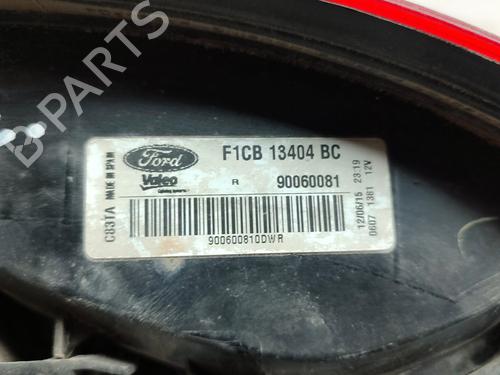 B-PARTS
Ford
F1CB 13404 BC
Valeo
R 90060081
900600810DWR
C83TA MADE IN SPAIN
12/06/15 23:19
0607 1381 12V